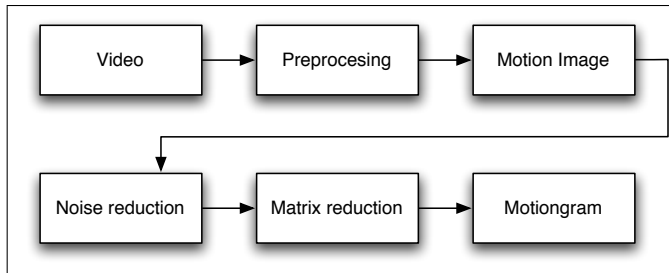 Video
Preprocesing
Motion Image
Noise reduction
Matrix reduction
Motiongram